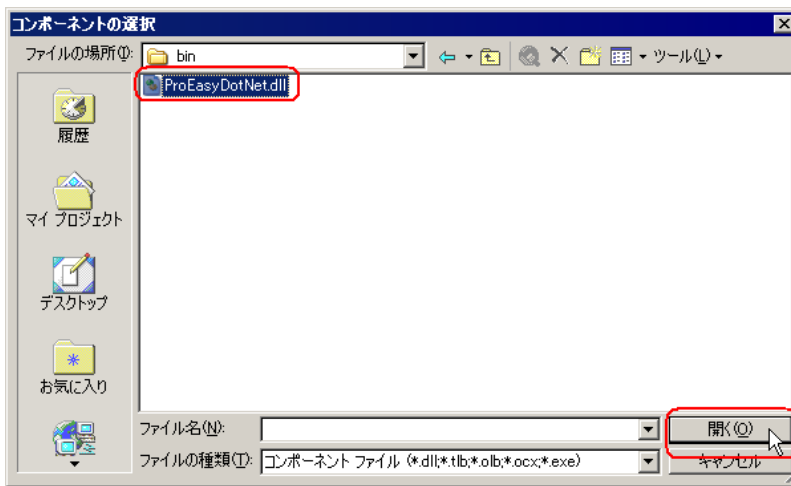 コンポーネントの選択
ファイルの場所(I): bin ツール(L)
ProEasyDotNet.dll
履歴
マイ プロジェクト
デスクトップ
お気に入り
ファイル名(N): 開く(O)
ファイルの種類(T): コンポーネント ファイル (*.dll;*.tlb;*.olb;*.ocx;*.exe) キャンセル